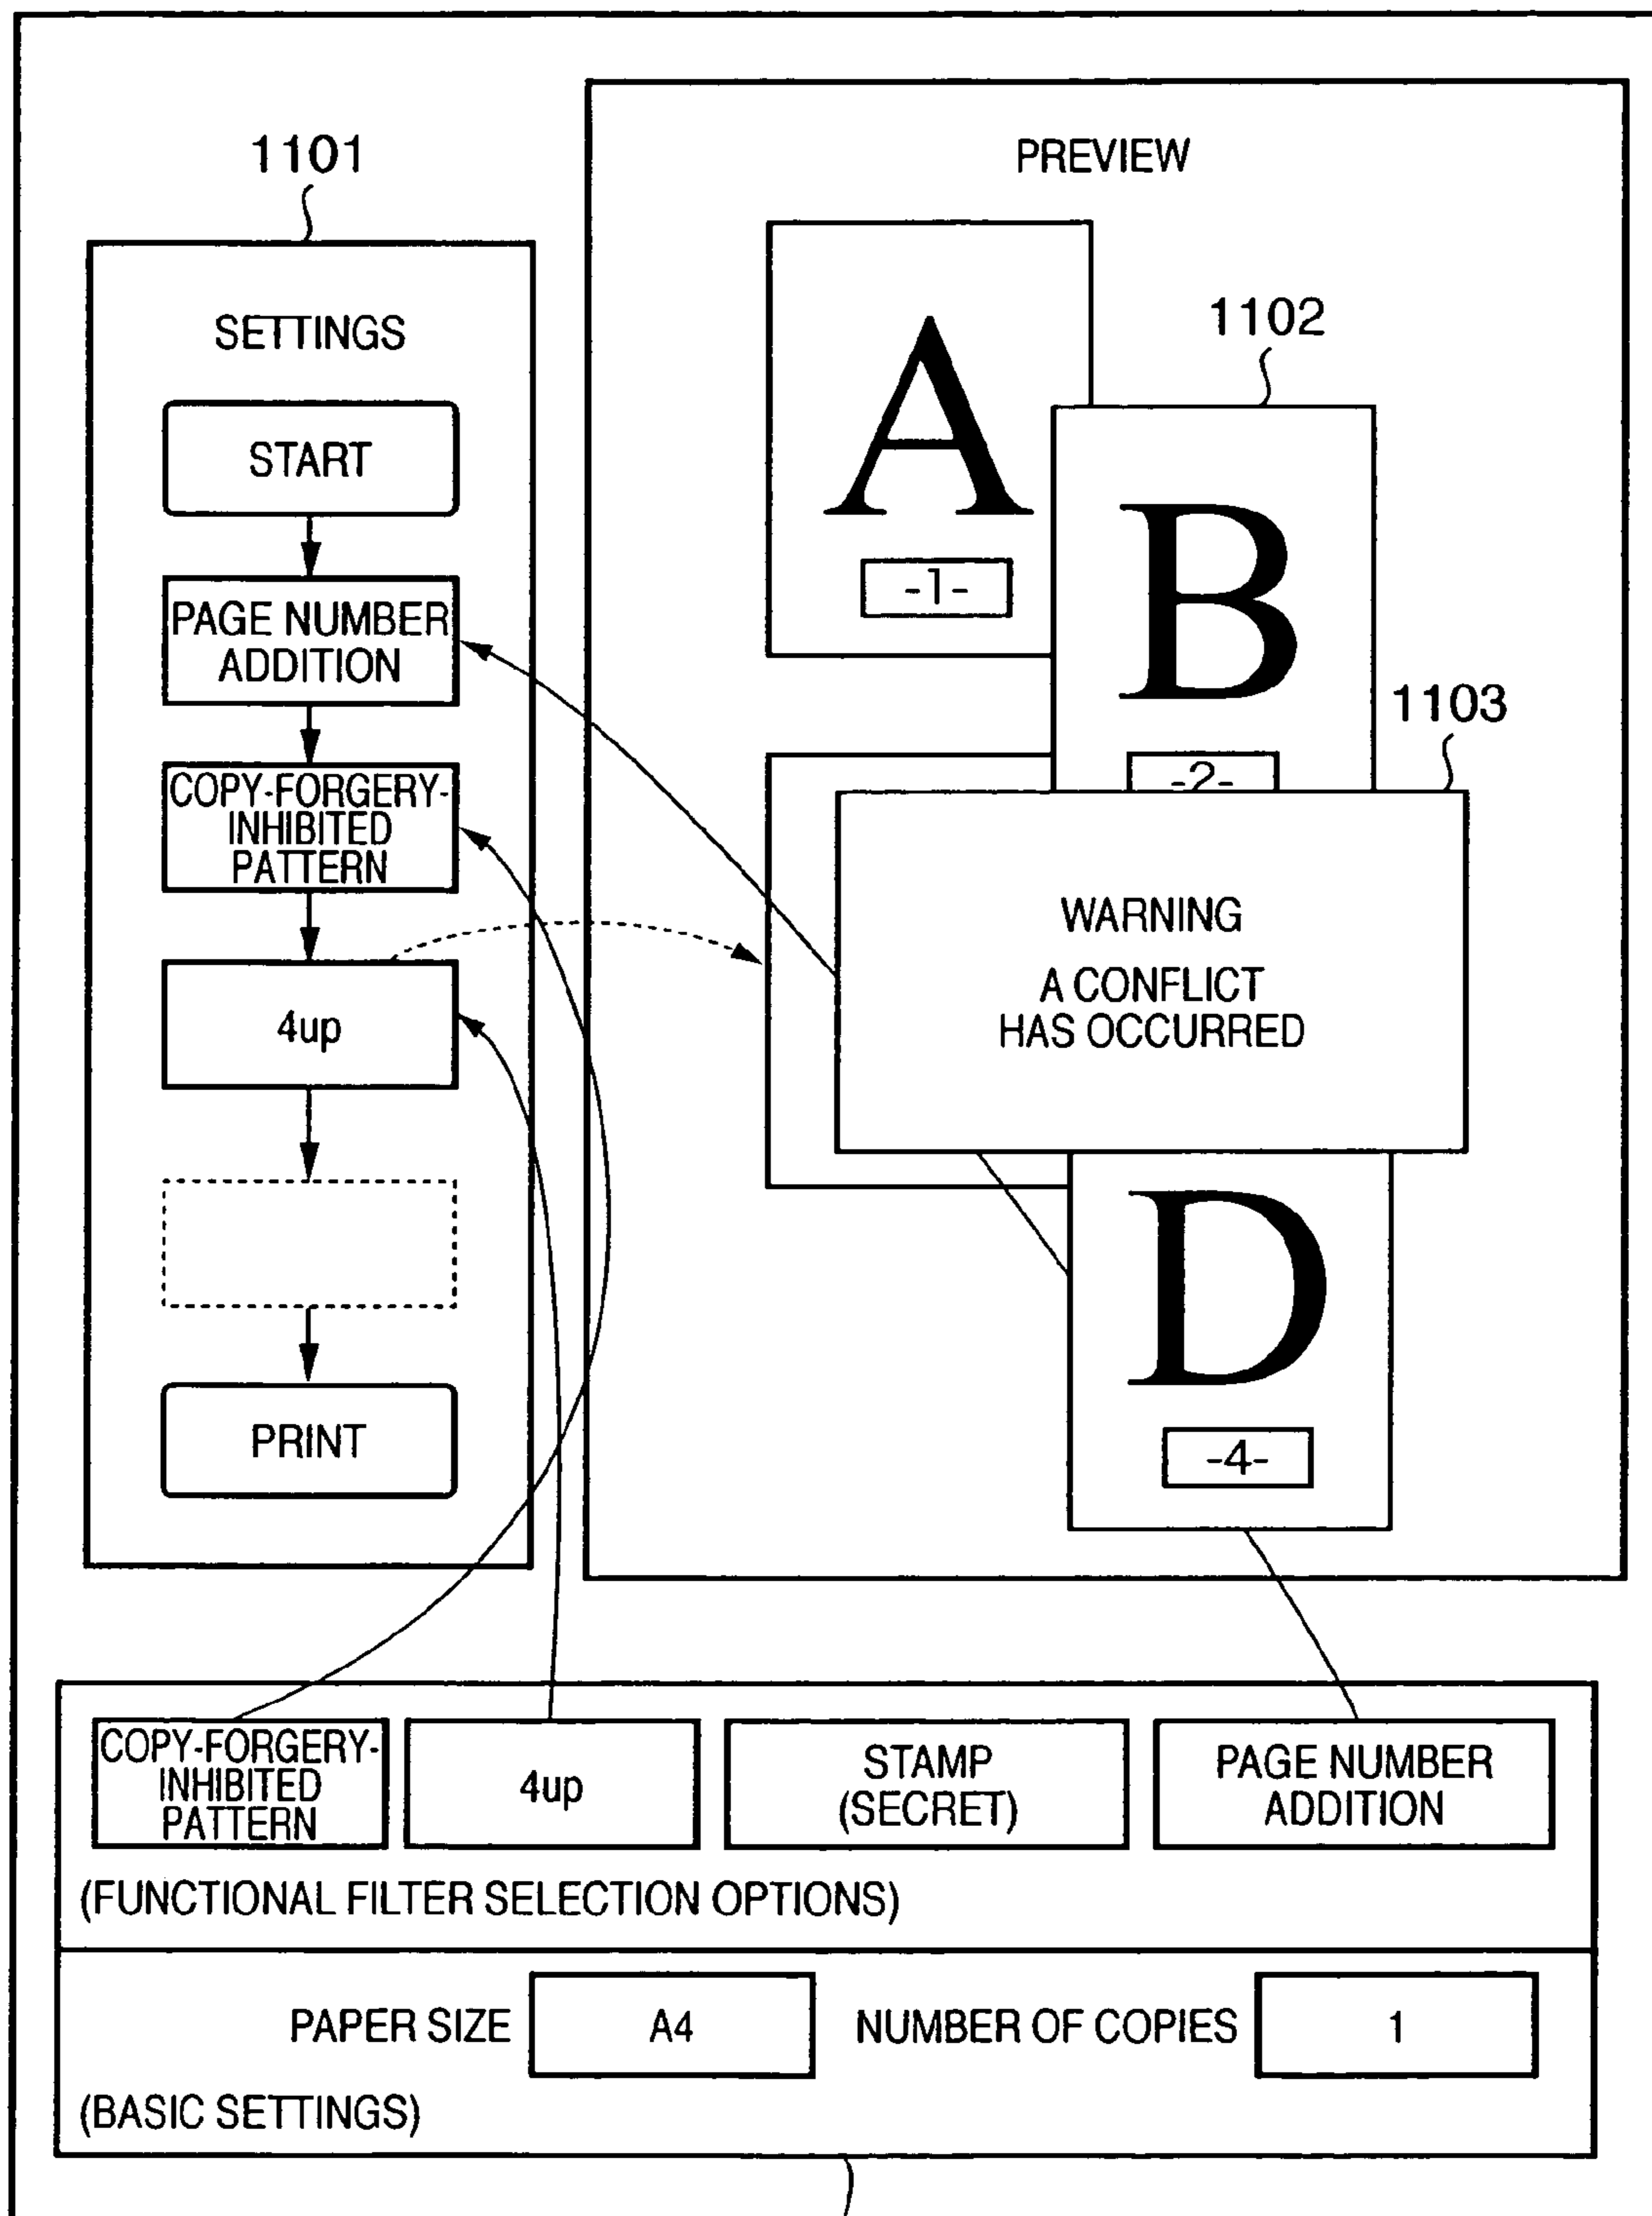 1101
SETTINGS
START
PAGE NUMBER
ADDITION
COPY-FORGERY-
INHIBITED
PATTERN
4up
PRINT
PREVIEW
A
-1-
1102
B
-2-
1103
WARNING
A CONFLICT
HAS OCCURRED
D
-4-
COPY-FORGERY-
INHIBITED
PATTERN
4up
STAMP
(SECRET)
PAGE NUMBER
ADDITION
(FUNCTIONAL FILTER SELECTION OPTIONS)
PAPER SIZE A4 NUMBER OF COPIES 1
(BASIC SETTINGS)